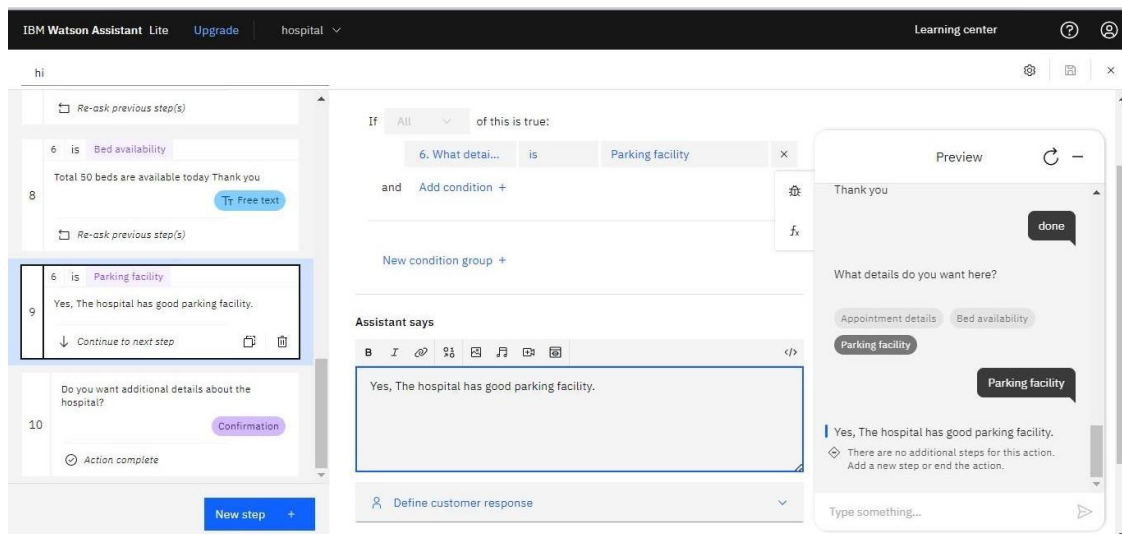 IBM Watson Assistant Lite Upgrade hospital Learning center
hi
Re-ask previous step(s)
6 is Bed availability
Total 50 beds are available today Thank you
8
Free text
Re-ask previous step(s)
6 is Parking facility
Yes, The hospital has good parking facility.
9
Continue to next step
Do you want additional details about the
hospital?
10
Confirmation
Action complete
New step +
If All of this is true:
6. What detai... is Parking facility
and Add condition +
New condition group +
Assistant says
B I
Yes, The hospital has good parking facility.
Define customer response
Preview
Thank you
done
What details do you want here?
Appointment details Bed availability
Parking facility
Parking facility
Yes, The hospital has good parking facility.
There are no additional steps for this action.
Add a new step or end the action.
Type something...